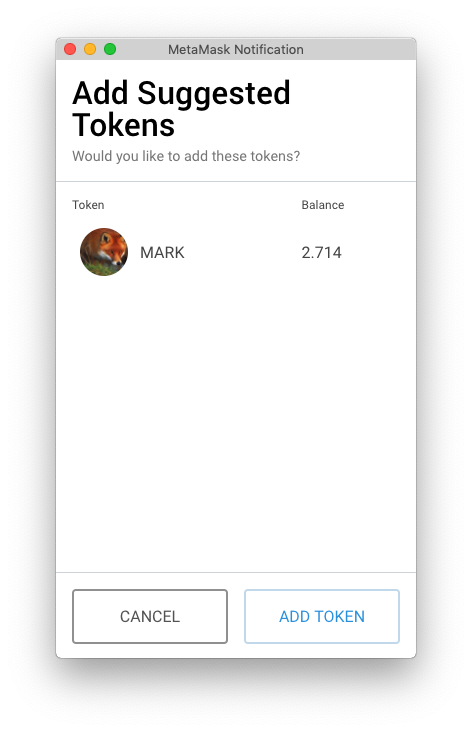 MetaMask Notification
Add Suggested
Tokens
Would you like to add these tokens?
Token Balance
MARK 2.714
CANCEL ADD TOKEN